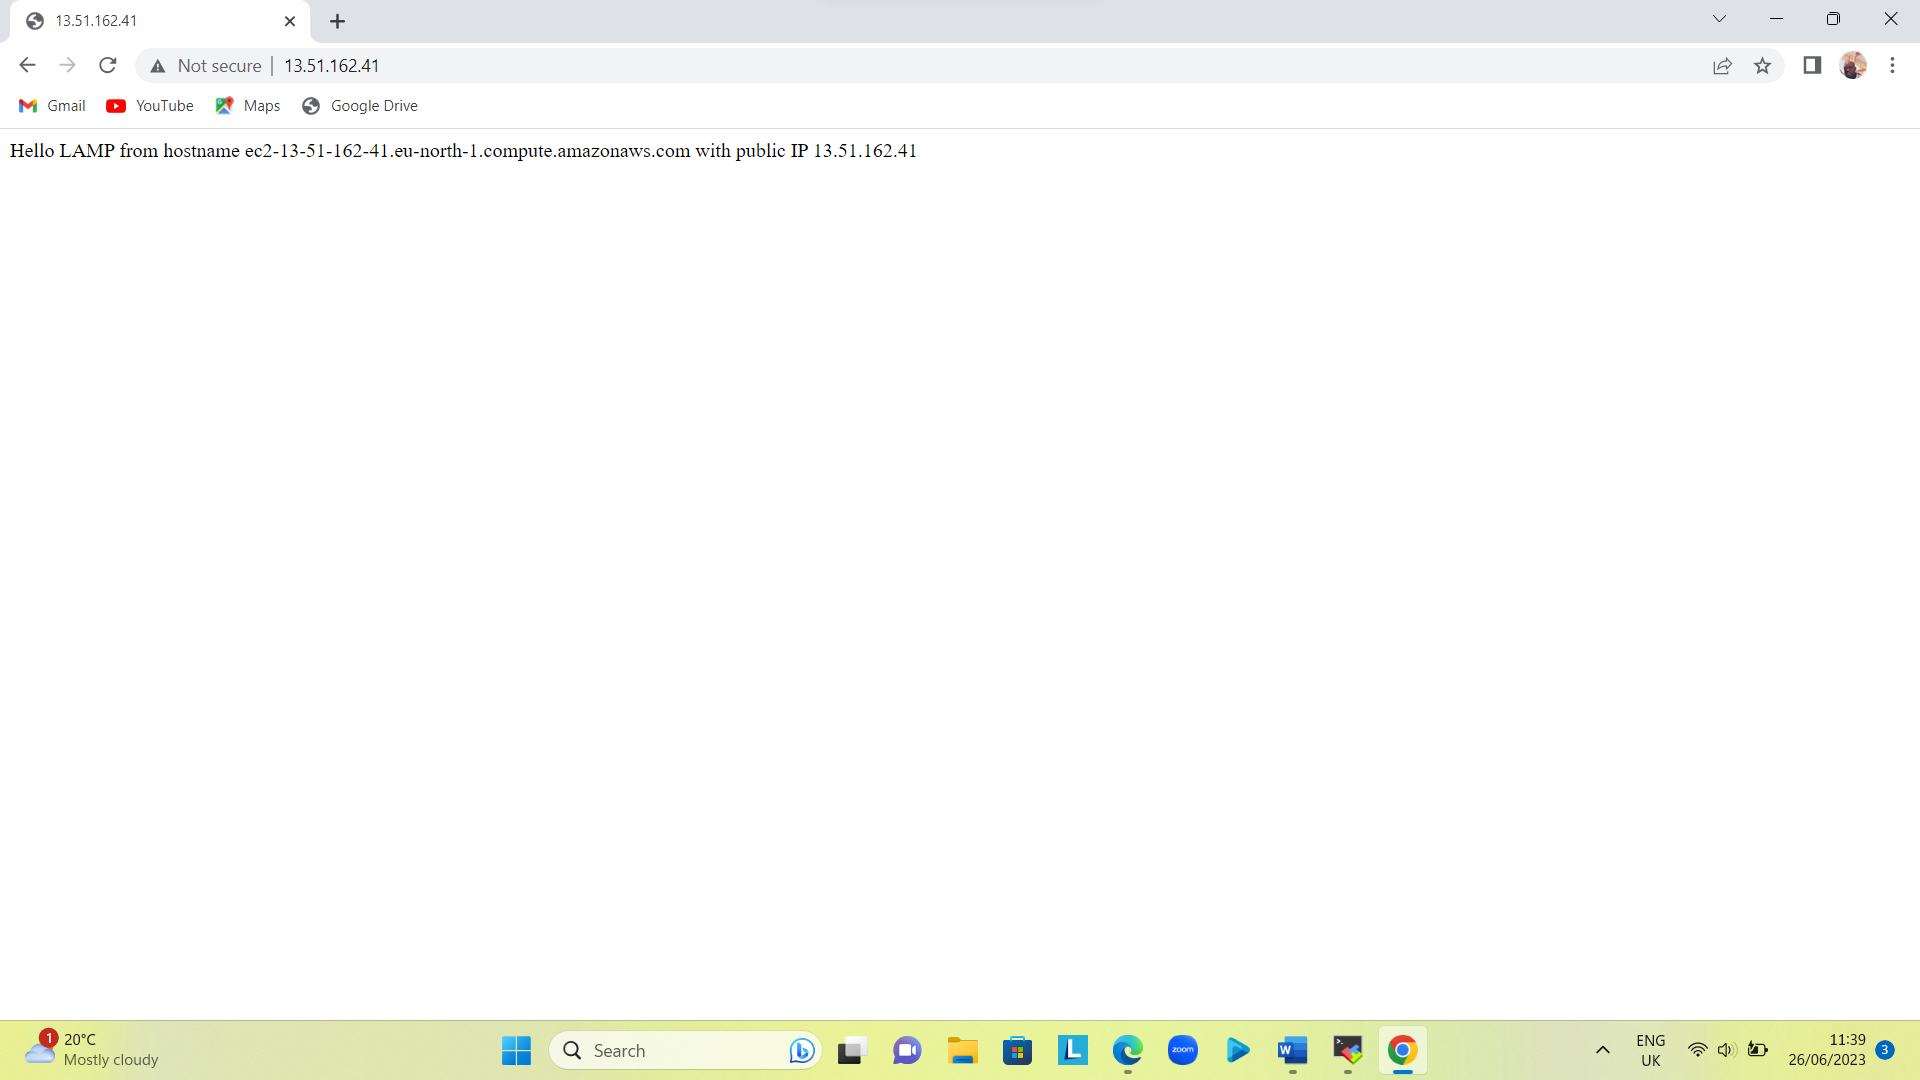 13.51.162.41
Not secure | 13.51.162.41
Gmail YouTube Maps Google Drive
Hello LAMP from hostname ec2-13-51-162-41.eu-north-1.compute.amazonaws.com with public IP 13.51.162.41
1
20°C
Mostly cloudy
Search
L
zoom
W
>_
ENG
UK
11:39
26/06/2023
3